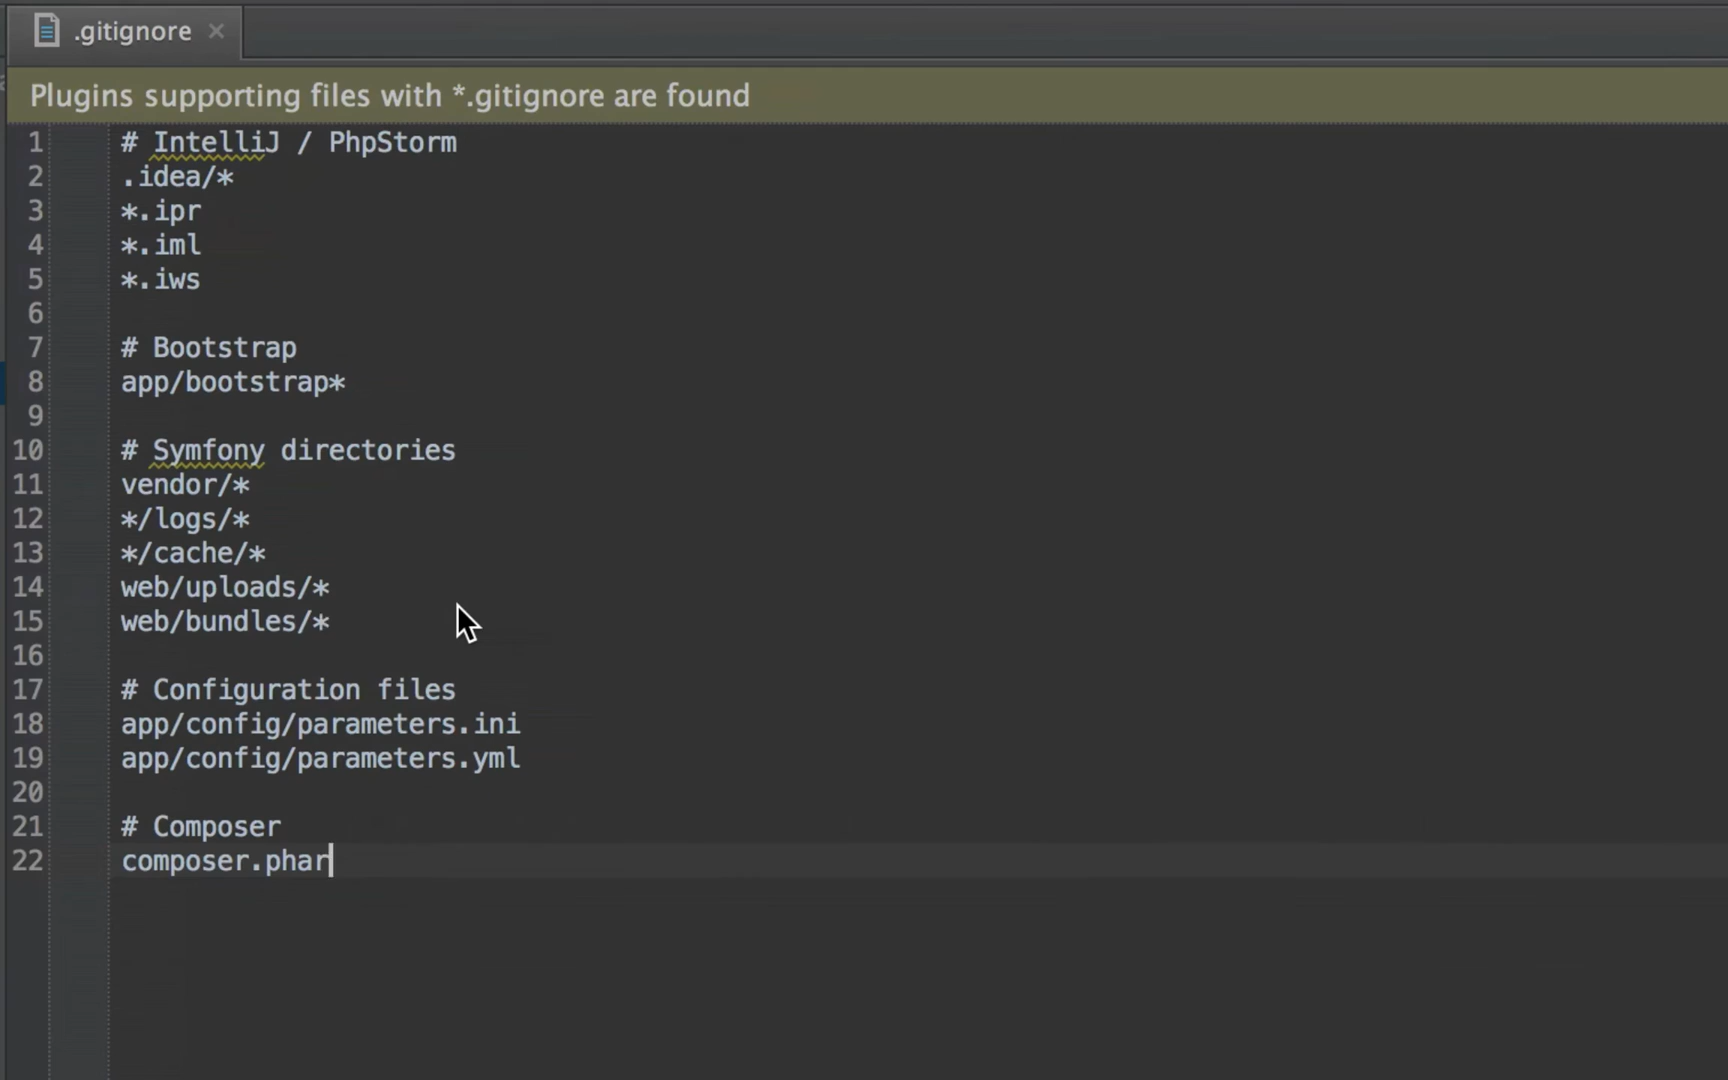 .gitignore
Plugins supporting files with *.gitignore are found
1 # IntelliJ / PhpStorm
2 .idea/*
3 *.ipr
4 *.iml
5 *.iws
6
7 # Bootstrap
8 app/bootstrap*
9
10 # Symfony directories
11 vendor/*
12 */logs/*
13 */cache/*
14 web/uploads/*
15 web/bundles/*
16
17 # Configuration files
18 app/config/parameters.ini
19 app/config/parameters.yml
20
21 # Composer
22 composer.phar